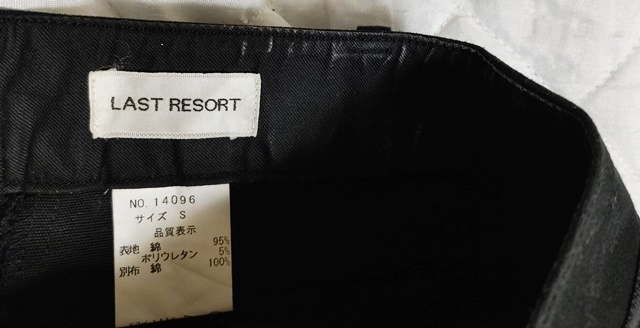 LAST RESORT
NO. 14096
サイズ S
品質表示
表地 綿 95%
ポリウレタン 5%
別布 綿 100%